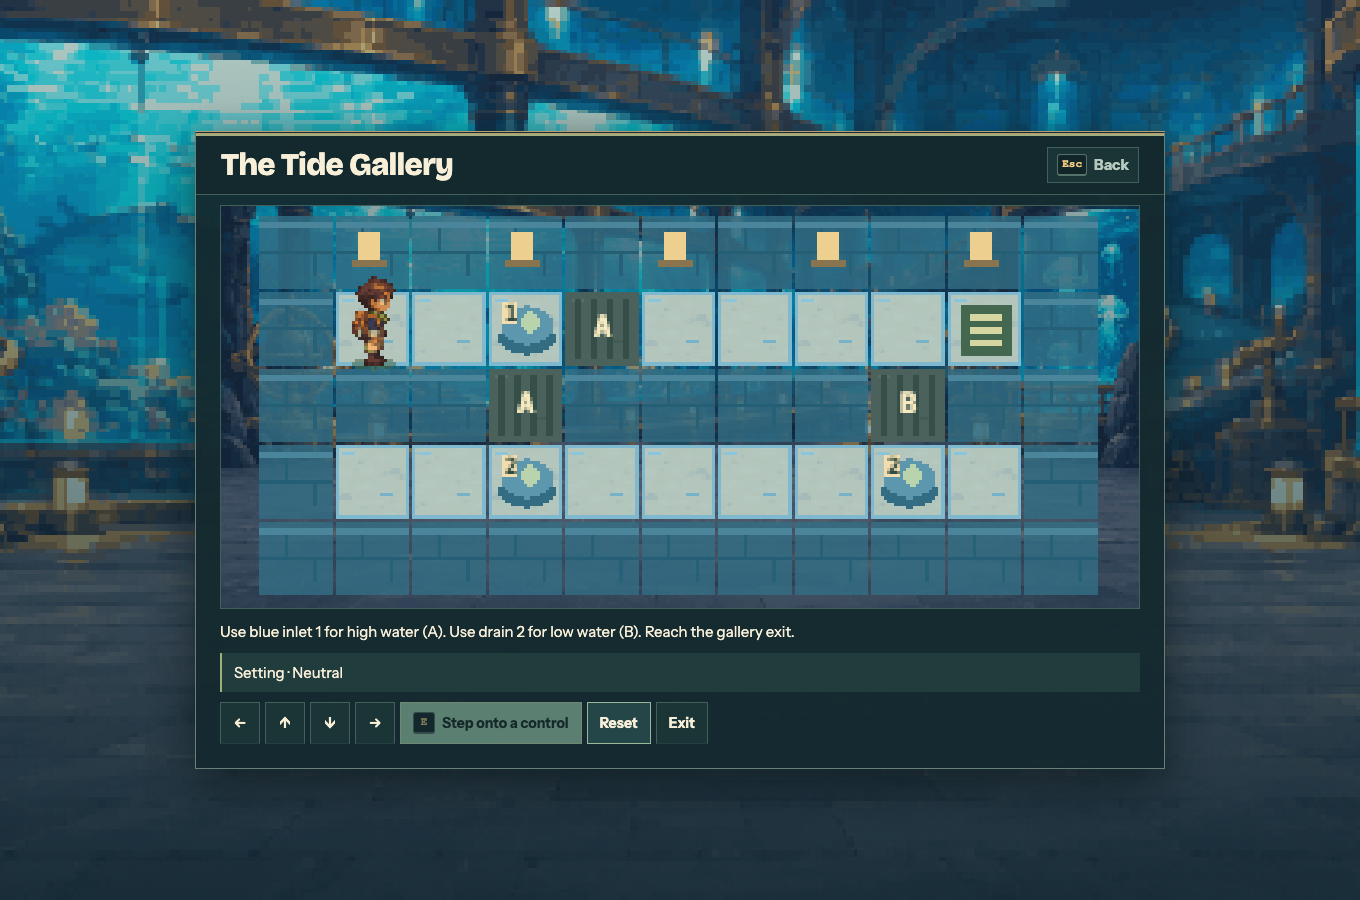 The Tide Gallery
Esc Back
1 A
A B
2 2
Use blue inlet 1 for high water (A). Use drain 2 for low water (B). Reach the gallery exit.
Setting · Neutral
← ↑ ↓ → E Step onto a control Reset Exit